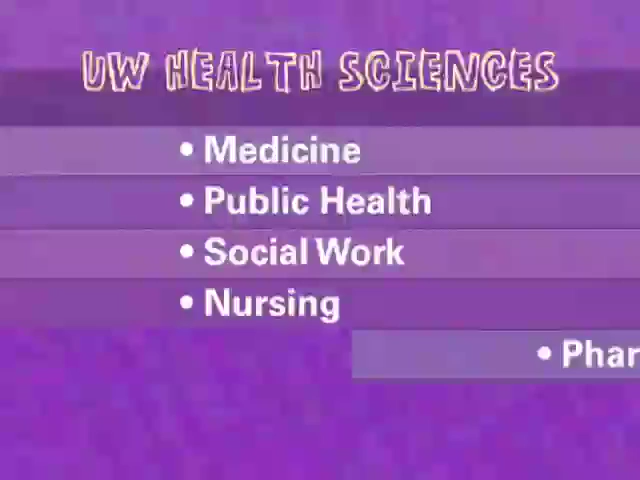 UW HEALTH SCIENCES
• Medicine
• Public Health
• Social Work
• Nursing
• Phar